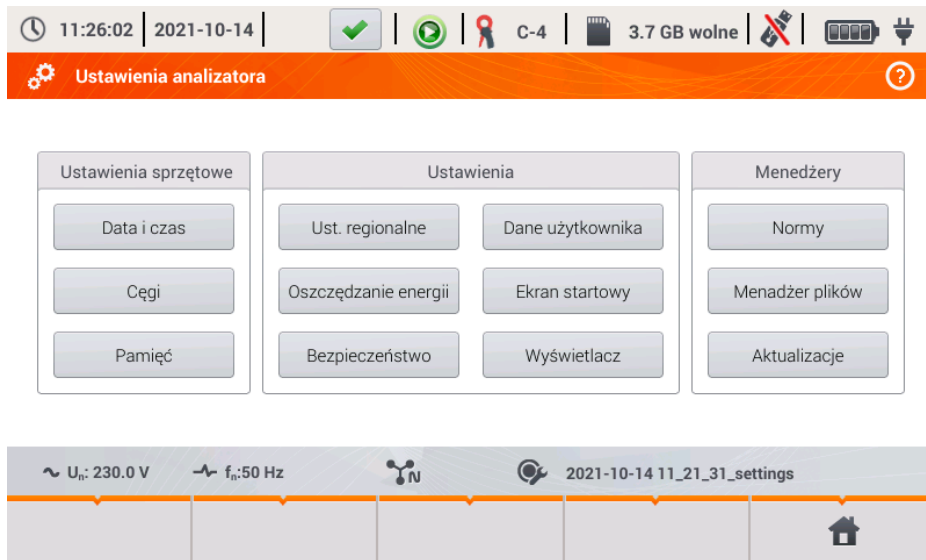 11:26:02 2021-10-14 C-4 3.7 GB wolne
Ustawienia analizatora ?
Ustawienia sprzętowe Ustawienia Menedżery
Data i czas Ust. regionalne Dane użytkownika Normy
Cęgi Oszczędzanie energii Ekran startowy Menadżer plików
Pamięć Bezpieczeństwo Wyświetlacz Aktualizacje
Uₙ: 230.0 V fₙ:50 Hz N 2021-10-14 11_21_31_settings